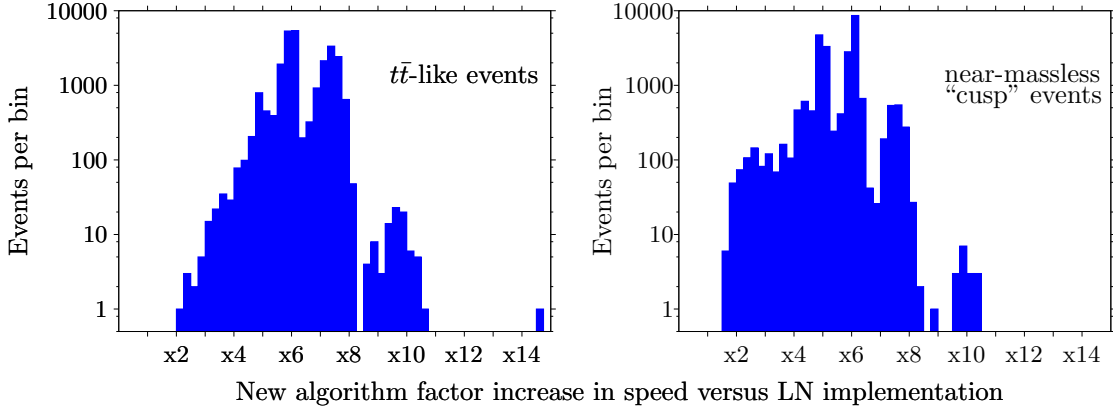 10000
1000
100
10
1
Events per bin
tt̄-like events
x2 x4 x6 x8 x10 x12 x14
10000
1000
100
10
1
Events per bin
near-massless
“cusp” events
x2 x4 x6 x8 x10 x12 x14
New algorithm factor increase in speed versus LN implementation